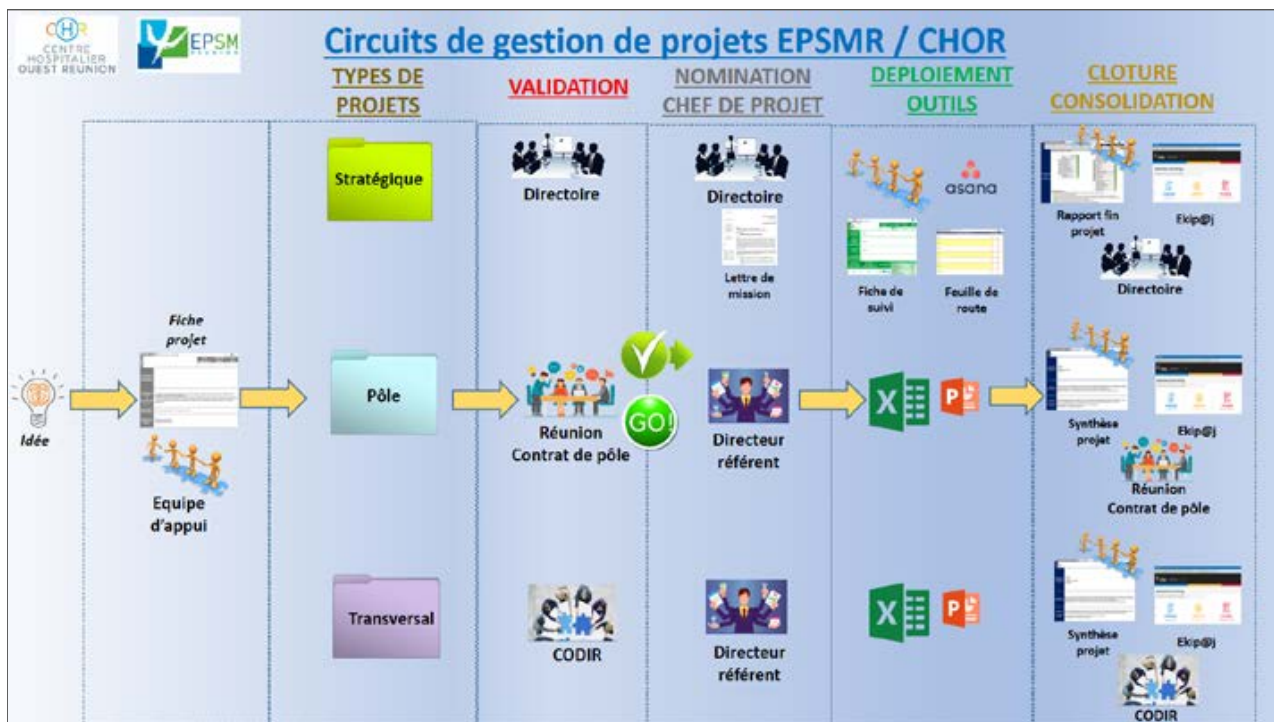 CHR
CENTRE
HOSPITALIER
OUEST REUNION
EPSM
REUNION
Circuits de gestion de projets EPSMR / CHOR
TYPES DE
PROJETS
VALIDATION
NOMINATION
CHEF DE PROJET
DEPLOIEMENT
OUTILS
CLOTURE
CONSOLIDATION
Stratégique
Directoire
Directoire
Lettre de
mission
asana
Fiche de
suivi
Feuille de
route
Rapport fin
projet
Ekip@j
Directoire
Idée
Fiche
projet
Equipe
d'appui
Pôle
Réunion
Contrat de pôle
GO!
Directeur
référent
X
P
Synthèse
projet
Ekip@j
Réunion
Contrat de pôle
Transversal
CODIR
Directeur
référent
X
P
Synthèse
projet
Ekip@j
CODIR